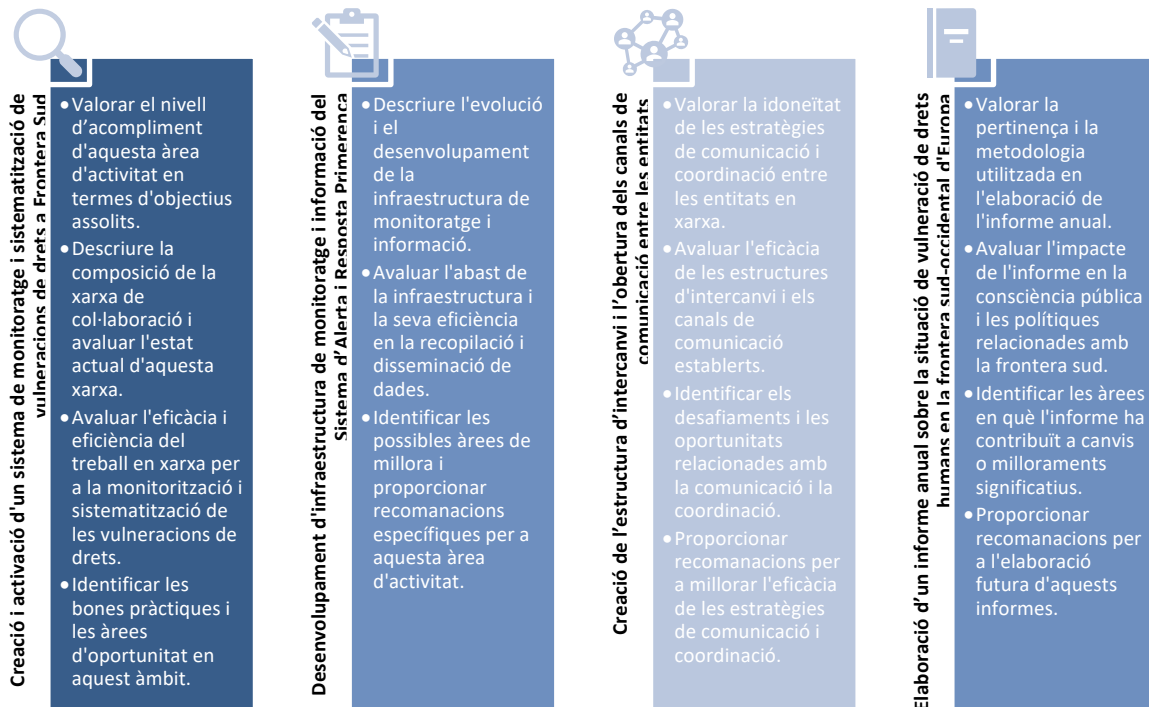 Creació i activació d'un sistema de monitoratge i sistematització de
vulneracions de drets a Frontera Sud
•Valorar el nivell
d’acompliment
d'aquesta àrea
d'activitat en
termes d'objectius
assolits.
•Descriure la
composició de la
xarxa de
col·laboració i
avaluar l'estat
actual d'aquesta
xarxa.
•Avaluar l'eficàcia i
eficiència del
treball en xarxa per
a la monitorització i
sistematització de
les vulneracions de
drets.
•Identificar les
bones pràctiques i
les àrees
d'oportunitat en
aquest àmbit.
Desenvolupament d'infraestructura de monitoratge i informació del
Sistema d’Alerta i Resposta Primerenca
•Descriure l'evolució
i el
desenvolupament
de la
infraestructura de
monitoratge i
informació.
•Avaluar l'abast de
la infraestructura i
la seva eficiència
en la recopilació i
disseminació de
dades.
•Identificar les
possibles àrees de
millora i
proporcionar
recomanacions
específiques per a
aquesta àrea
d'activitat.
Creació de l’estructura d’intercanvi i l’obertura dels canals de
comunicació entre les entitats
•Valorar la idoneïtat
de les estratègies
de comunicació i
coordinació entre
les entitats en
xarxa.
•Avaluar l'eficàcia
de les estructures
d'intercanvi i els
canals de
comunicació
establerts.
•Identificar els
desafiaments i les
oportunitats
relacionades amb
la comunicació i la
coordinació.
•Proporcionar
recomanacions per
a millorar l'eficàcia
de les estratègies
de comunicació i
coordinació.
Elaboració d’un informe anual sobre la situació de vulneració de drets
humans en la frontera sud-occidental d'Europa
•Valorar la
pertinença i la
metodologia
utilitzada en
l'elaboració de
l'informe anual.
•Avaluar l'impacte
de l'informe en la
consciència pública
i les polítiques
relacionades amb
la frontera sud.
•Identificar les àrees
en què l'informe ha
contribuït a canvis
o milloraments
significatius.
•Proporcionar
recomanacions per
a l'elaboració
futura d'aquests
informes.